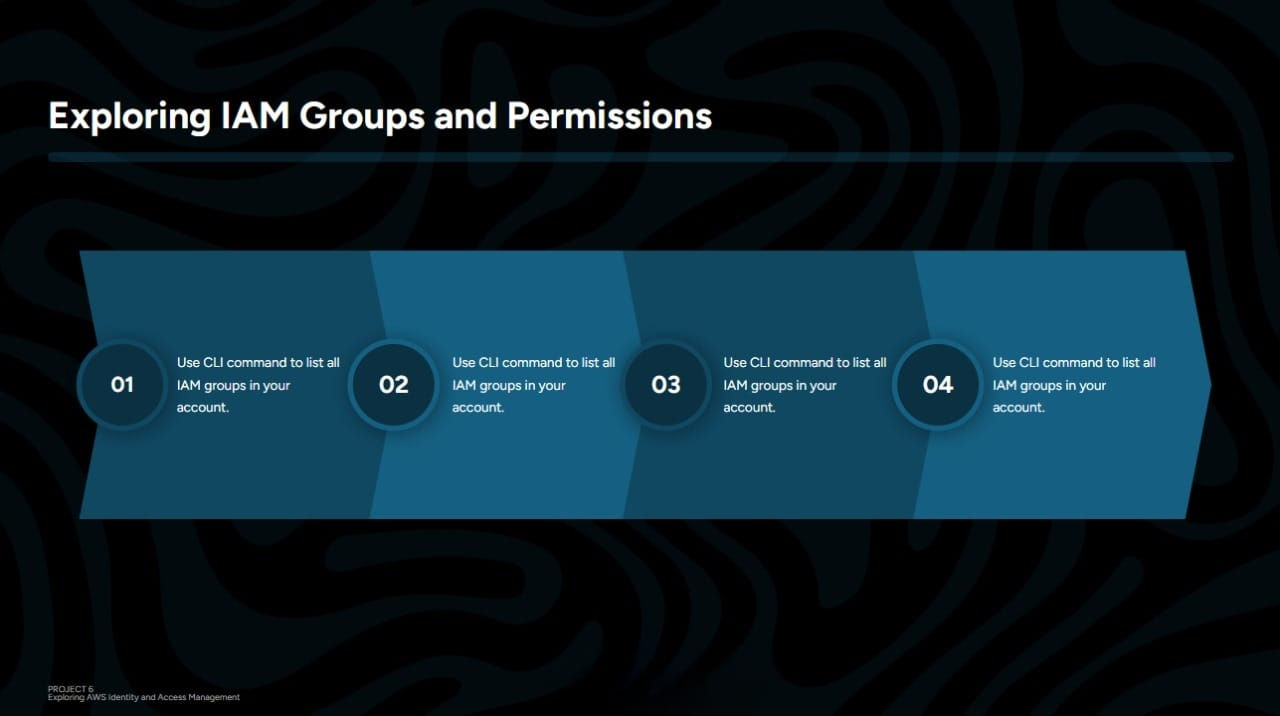 Exploring IAM Groups and Permissions
01
Use CLI command to list all
IAM groups in your
account.
02
Use CLI command to list all
IAM groups in your
account.
03
Use CLI command to list all
IAM groups in your
account.
04
Use CLI command to list all
IAM groups in your
account.
PROJECT 6
Exploring AWS Identity and Access Management